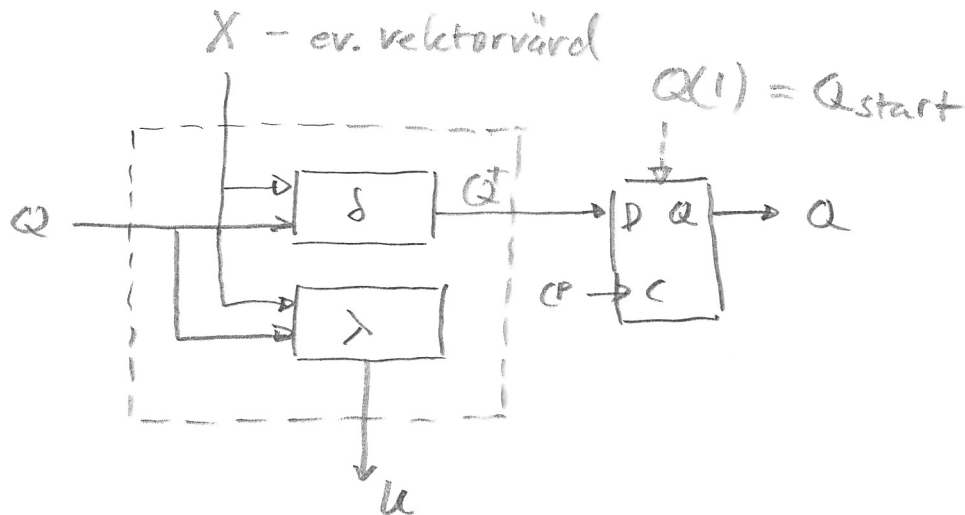 X - ev. vektorvärd
Q(1) = Qstart
δ
Q⁺
Q
D Q
Q
CP
C
λ
u